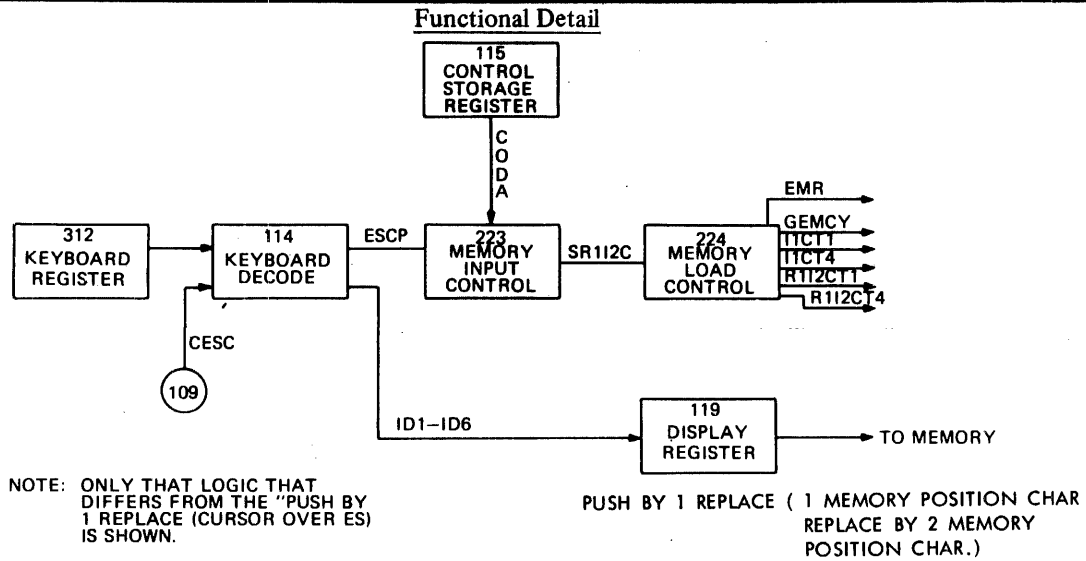 Functional Detail
115
CONTROL
STORAGE
REGISTER
CODA
EMR
GEMCY
I1CT1
I1CT4
R1I2CT1
R1I2CT4
312
KEYBOARD
REGISTER
114
KEYBOARD
DECODE
ESCP
223
MEMORY
INPUT
CONTROL
SR1I2C
224
MEMORY
LOAD
CONTROL
CESC
109
ID1-ID6
119
DISPLAY
REGISTER
TO MEMORY
NOTE: ONLY THAT LOGIC THAT
DIFFERS FROM THE "PUSH BY
1 REPLACE (CURSOR OVER ES)
IS SHOWN.
PUSH BY 1 REPLACE ( 1 MEMORY POSITION CHAR
REPLACE BY 2 MEMORY
POSITION CHAR.)